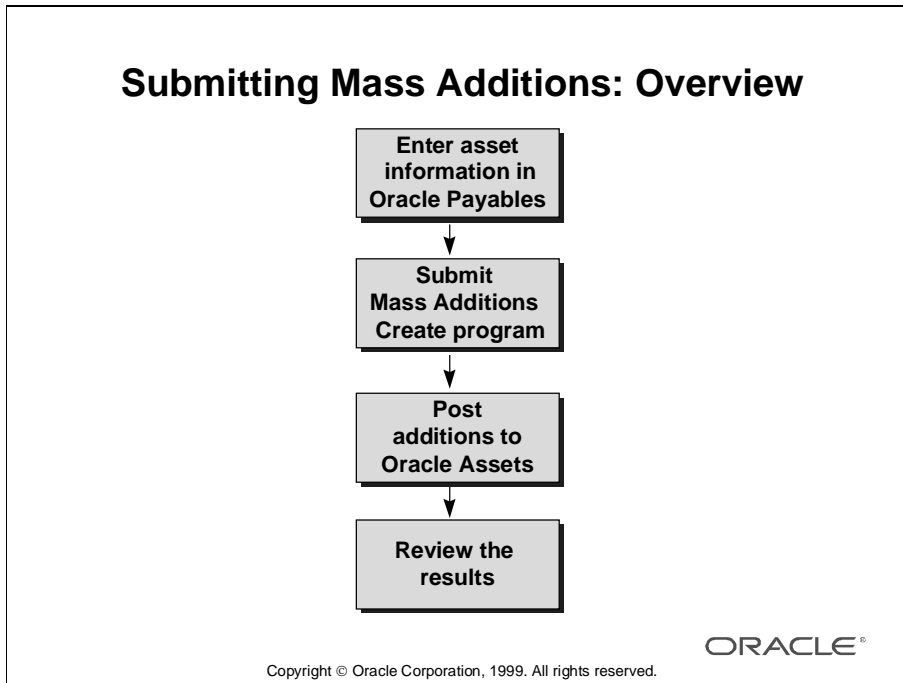 Submitting Mass Additions: Overview
Enter asset
information in
Oracle Payables
Submit
Mass Additions
Create program
Post
additions to
Oracle Assets
Review the
results
ORACLE®
Copyright © Oracle Corporation, 1999. All rights reserved.